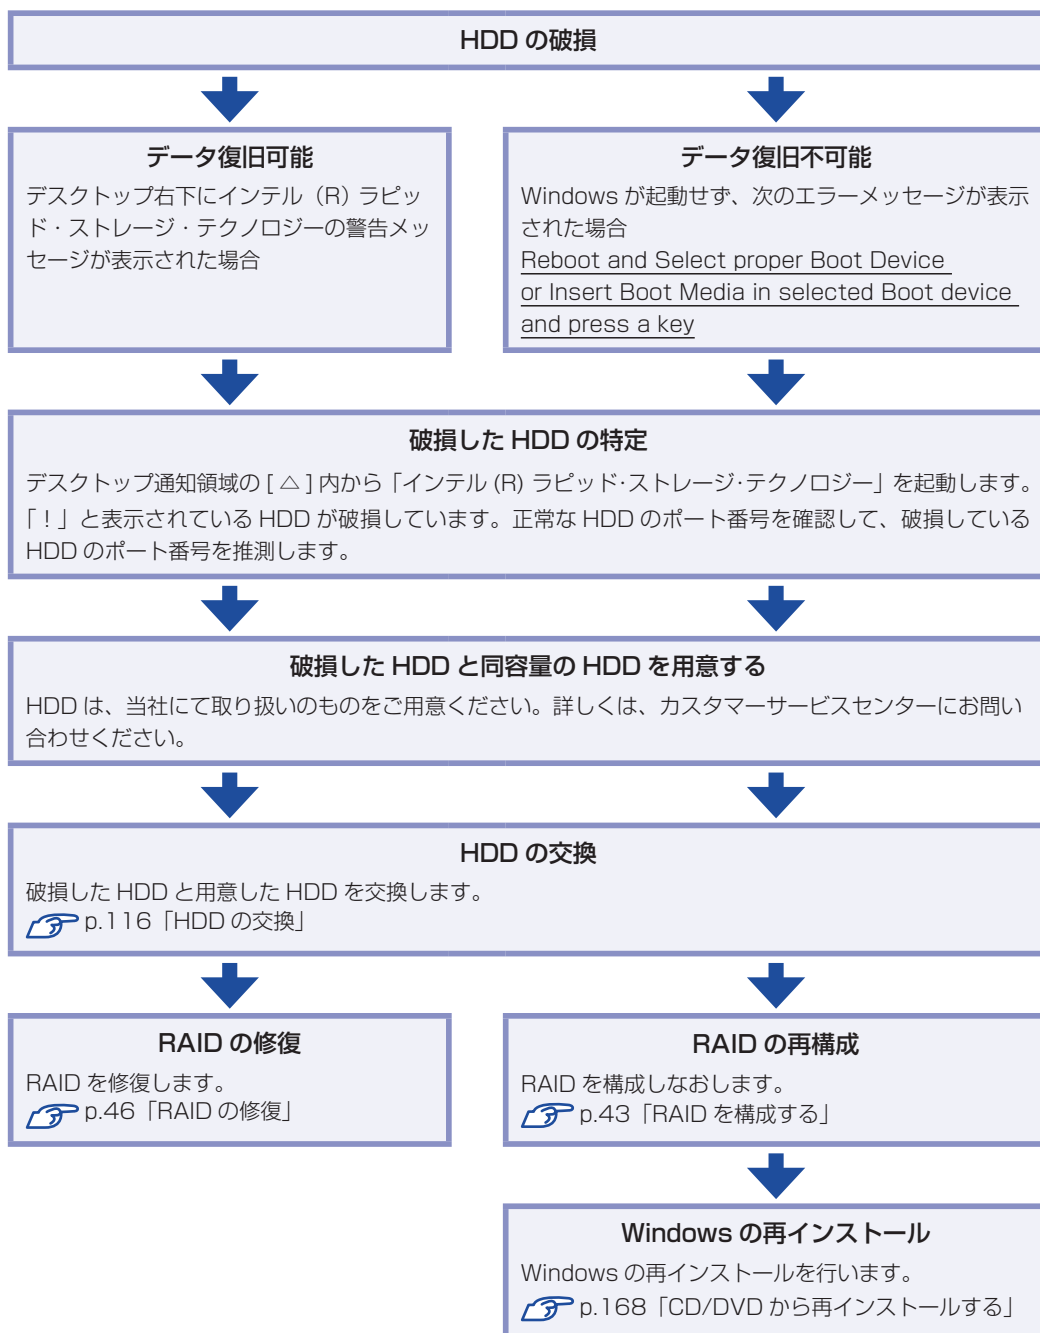 HDD の破損
データ復旧可能
デスクトップ右下にインテル（R）ラピッ
ド・ストレージ・テクノロジーの警告メッ
セージが表示された場合
データ復旧不可能
Windows が起動せず、次のエラーメッセージが表示
された場合
Reboot and Select proper Boot Device
or Insert Boot Media in selected Boot device
and press a key
破損した HDD の特定
デスクトップ通知領域の [ △ ] 内から「インテル (R) ラピッド・ストレージ・テクノロジー」を起動します。
「！」と表示されている HDD が破損しています。正常な HDD のポート番号を確認して、破損している
HDD のポート番号を推測します。
破損した HDD と同容量の HDD を用意する
HDD は、当社にて取り扱いのものをご用意ください。詳しくは、カスタマーサービスセンターにお問い
合わせください。
HDD の交換
破損した HDD と用意した HDD を交換します。
p.116「HDD の交換」
RAID の修復
RAID を修復します。
p.46「RAID の修復」
RAID の再構成
RAID を構成しなおします。
p.43「RAID を構成する」
Windows の再インストール
Windows の再インストールを行います。
p.168「CD/DVD から再インストールする」